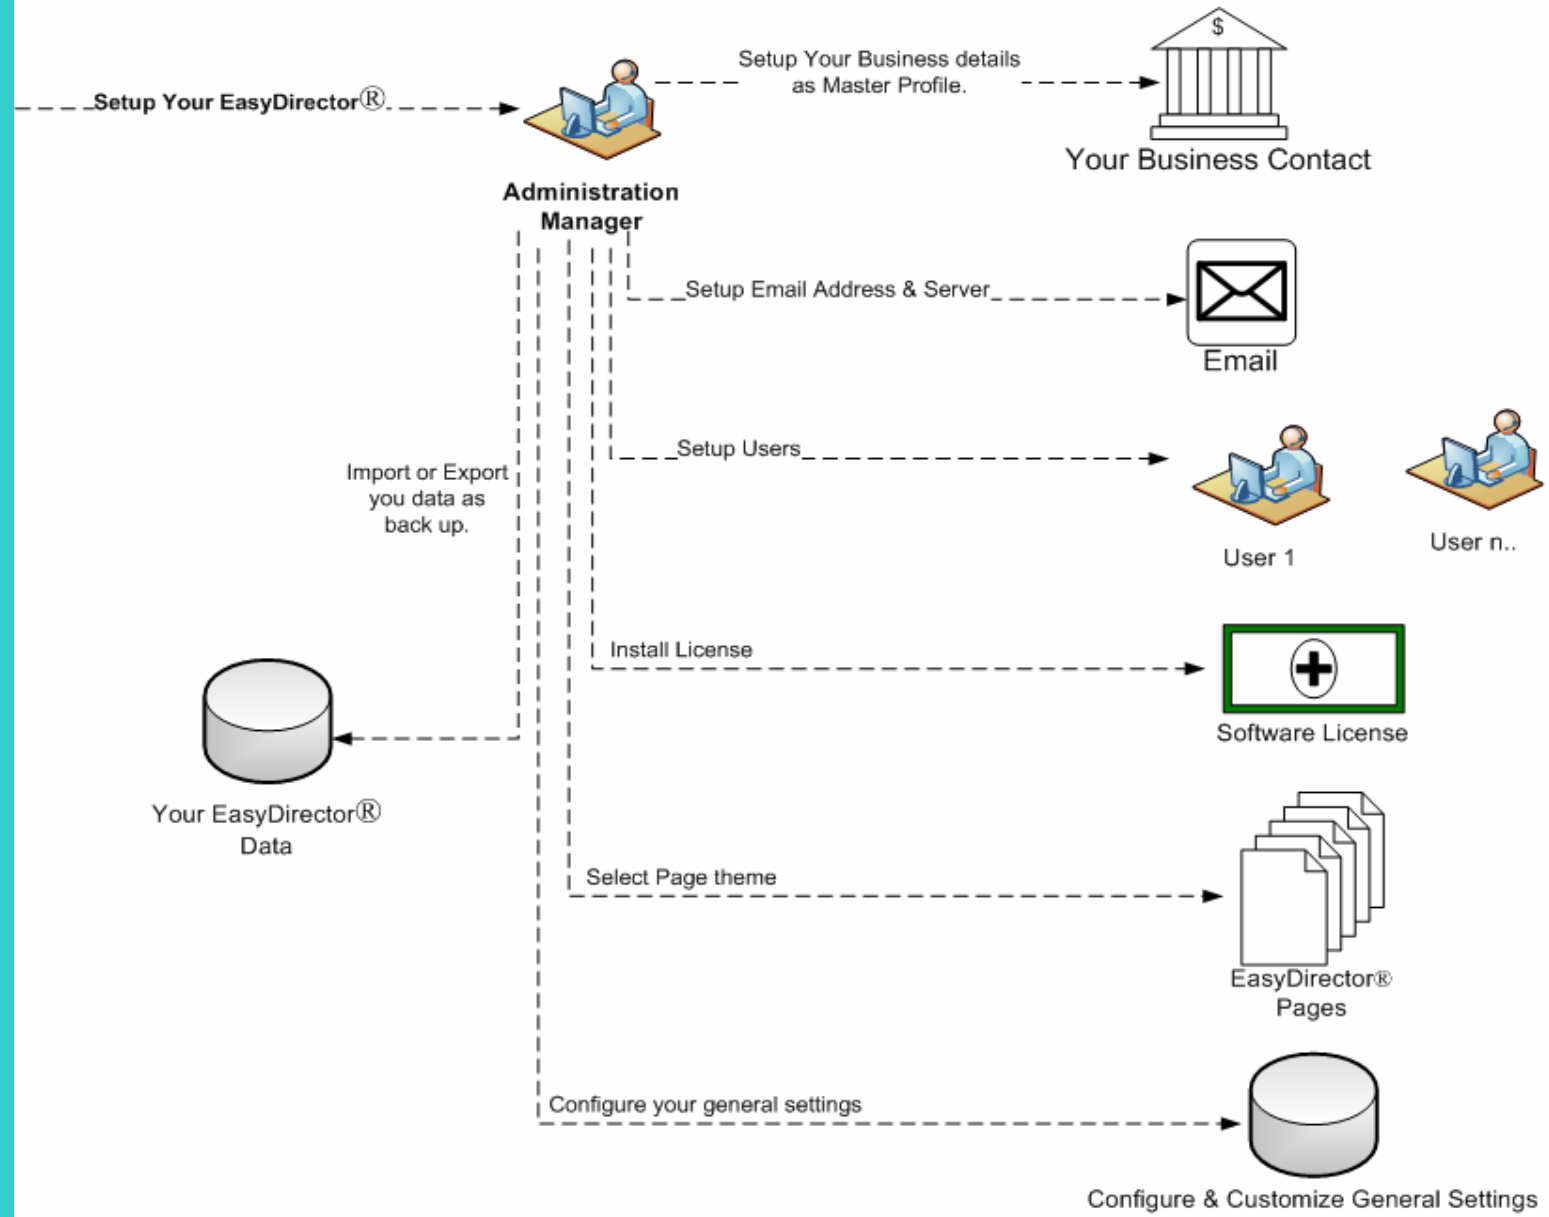 $
Setup Your Business details
as Master Profile.
Setup Your EasyDirector®
Your Business Contact
Administration
Manager
Setup Email Address & Server
Email
Setup Users
Import or Export
you data as
back up.
User 1
User n..
Install License
Software License
Your EasyDirector®
Data
Select Page theme
EasyDirector®
Pages
Configure your general settings
Configure & Customize General Settings